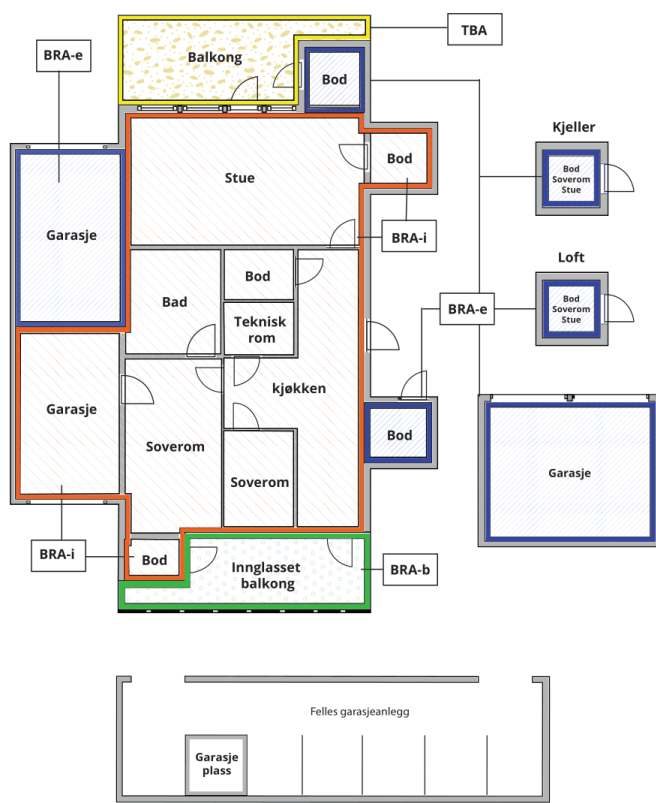 TBA
BRA-e
Balkong
Bod
Kjeller
Bod
Soverom
Stue
Stue
Bod
Garasje
BRA-i
Loft
Bod
Bad
Bod
Soverom
Stue
BRA-e
Teknisk
rom
kjøkken
Garasje
Bod
Soverom
Garasje
Soverom
BRA-i
Bod
Innglasset
balkong
BRA-b
Felles garasjeanlegg
Garasje
plass